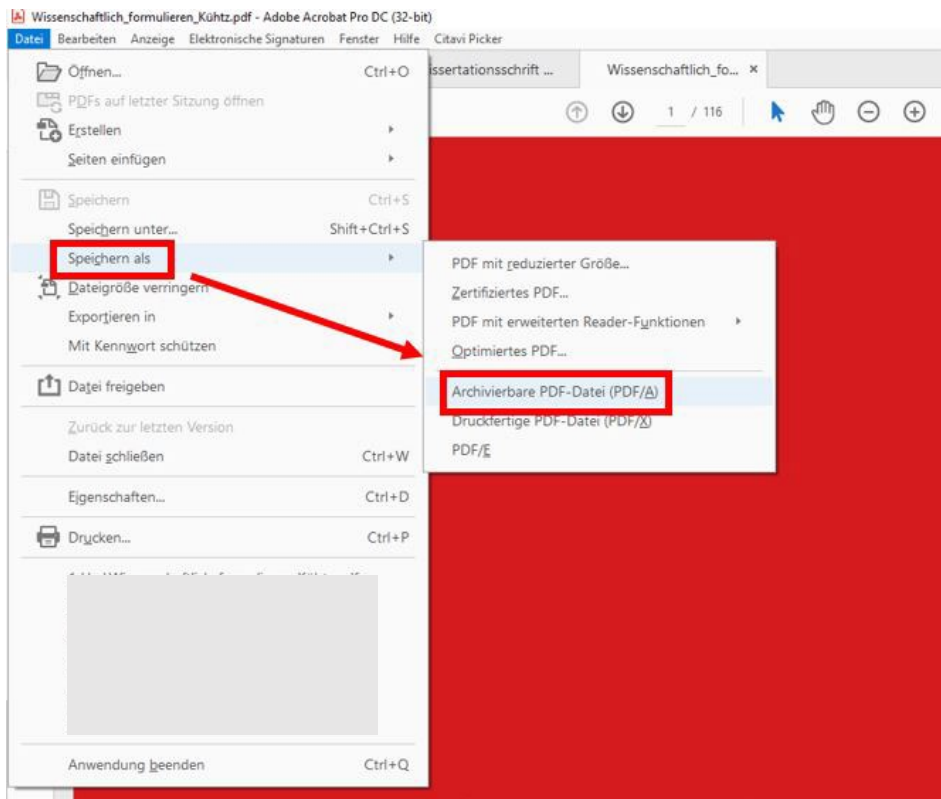 Wissenschaftlich_formulieren_Kühtz.pdf - Adobe Acrobat Pro DC (32-bit)
Datei Bearbeiten Anzeige Elektronische Signaturen Fenster Hilfe Citavi Picker
issertationsschrift ... Wissenschaftlich_fo... ×
1 / 116
Öffnen... Ctrl+O
PDFs auf letzter Sitzung öffnen
Erstellen
Seiten einfügen
Speichern Ctrl+S
Speichern unter... Shift+Ctrl+S
Speichern als
Dateigröße verringern
Exportieren in
Mit Kennwort schützen
Datei freigeben
Zurück zur letzten Version
Datei schließen Ctrl+W
Eigenschaften... Ctrl+D
Drucken... Ctrl+P
Anwendung beenden Ctrl+Q
PDF mit reduzierter Größe...
Zertifiziertes PDF...
PDF mit erweiterten Reader-Funktionen
Optimiertes PDF...
Archivierbare PDF-Datei (PDF/A)
Druckfertige PDF-Datei (PDF/X)
PDF/E